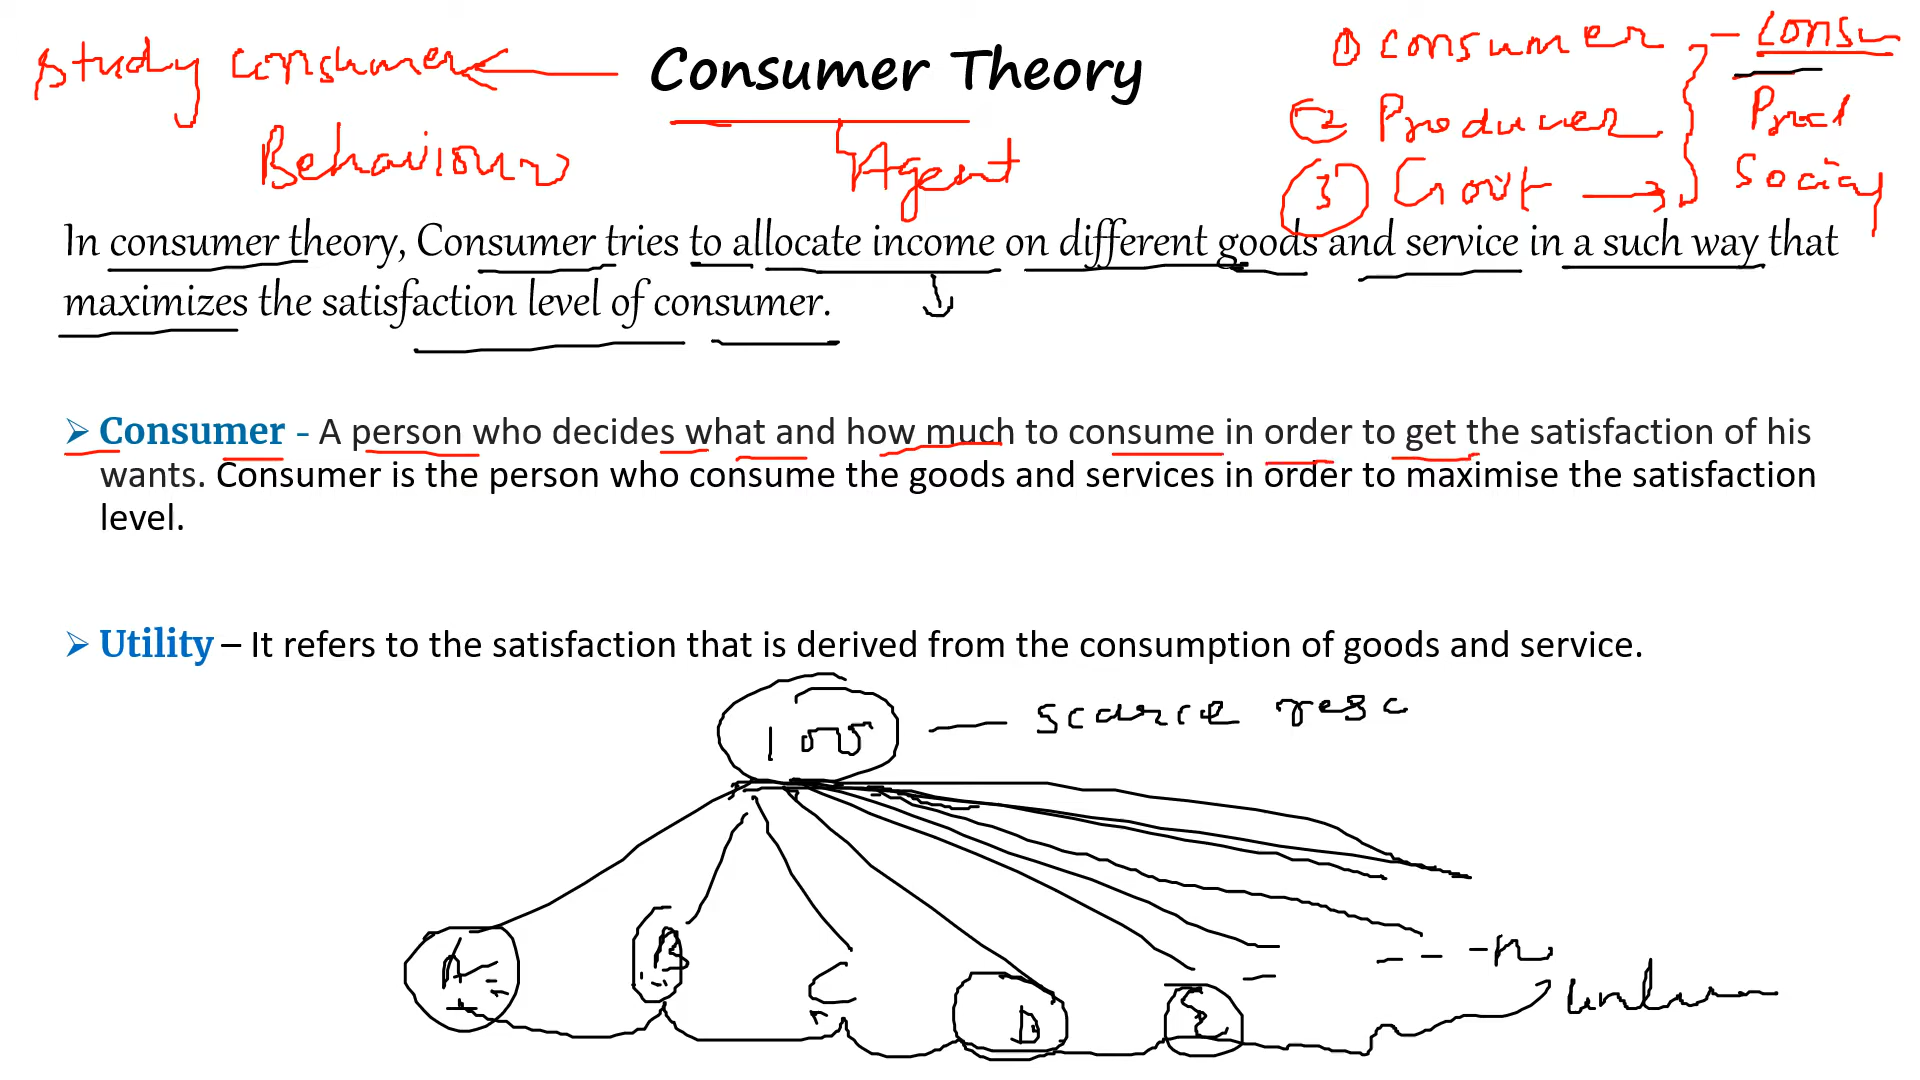 Study consumer
Behaviour
Consumer Theory
Agent
① consumer - consu
② Producer
Prod
③ Govt
Society
In consumer theory, Consumer tries to allocate income on different goods and service in a such way that
maximizes the satisfaction level of consumer.
➢ Consumer - A person who decides what and how much to consume in order to get the satisfaction of his
wants. Consumer is the person who consume the goods and services in order to maximise the satisfaction
level.
➢ Utility – It refers to the satisfaction that is derived from the consumption of goods and service.
100 — scarce reso
A B C D E - - - n